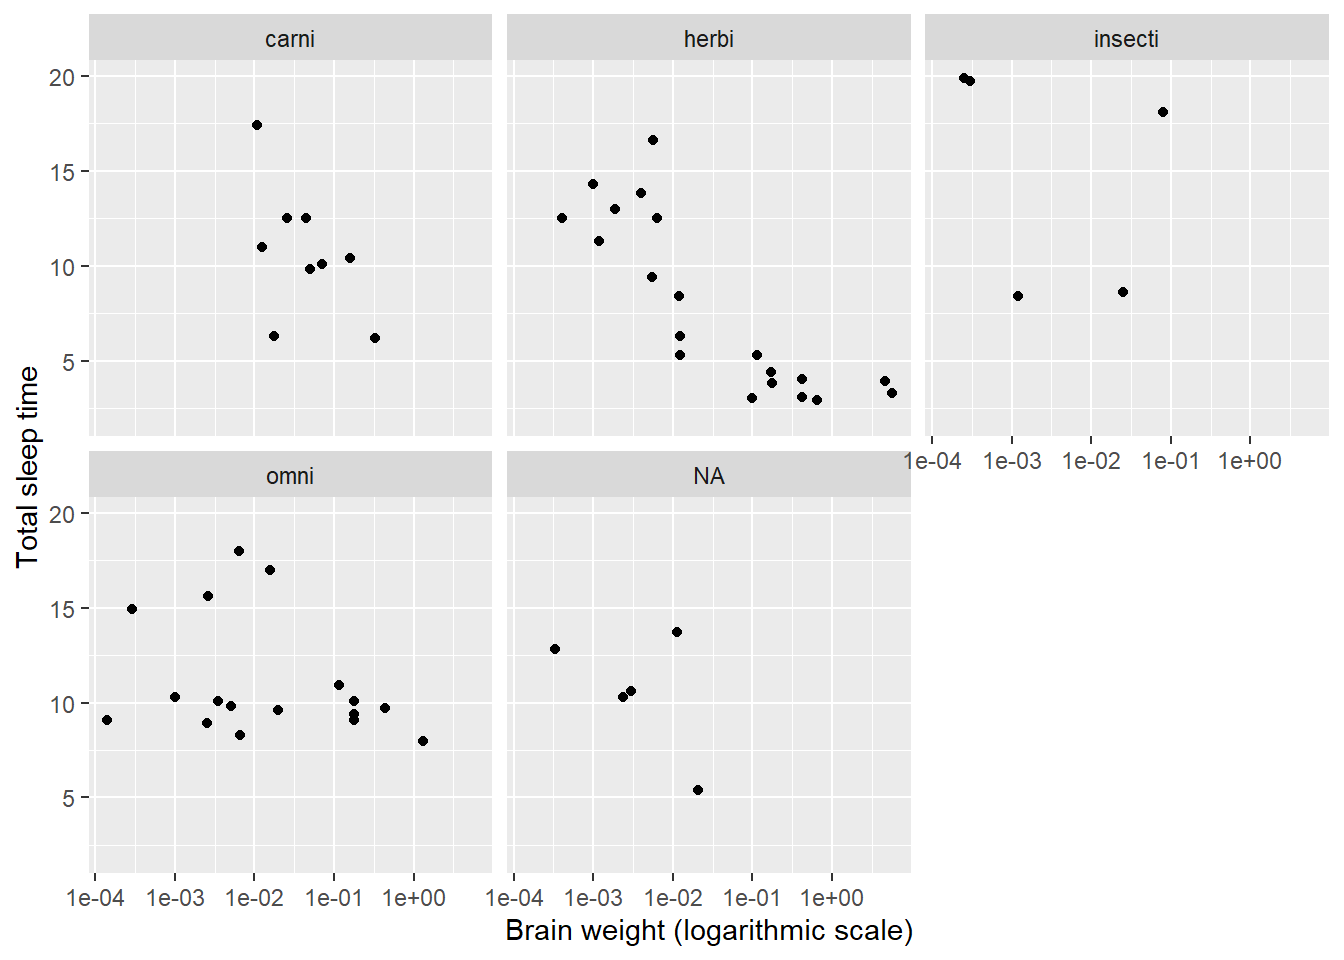 carni herbi insecti
20
15
10
5
1e-04 1e-03 1e-02 1e-01 1e+00
omni NA
20
15
10
5
1e-04 1e-03 1e-02 1e-01 1e+00 1e-04 1e-03 1e-02 1e-01 1e+00
Total sleep time
Brain weight (logarithmic scale)